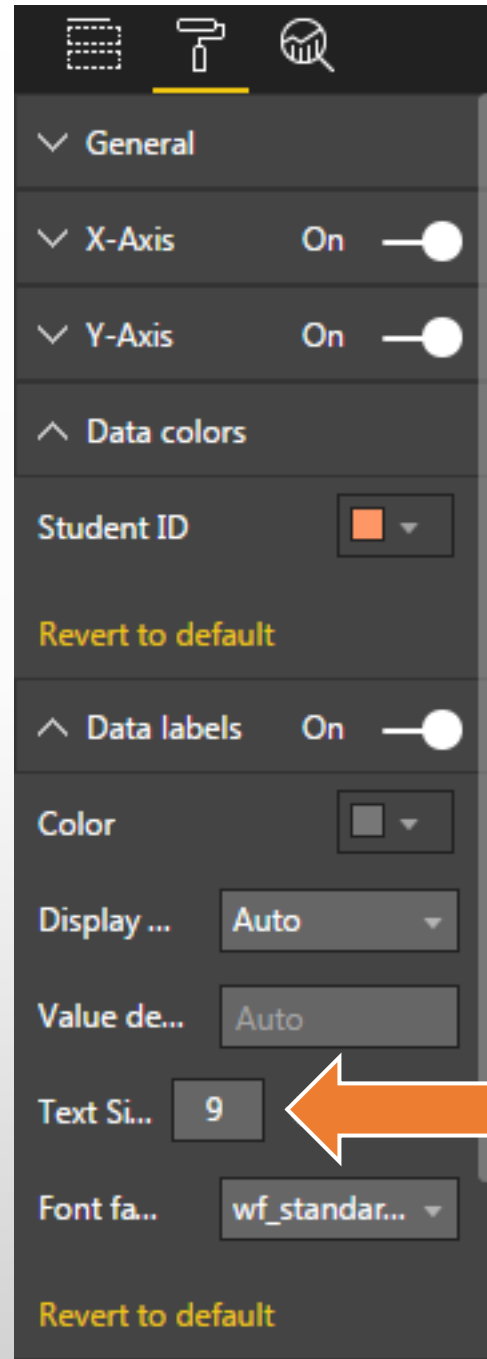 General
X-Axis On
Y-Axis On
Data colors
Student ID
Revert to default
Data labels On
Color
Display ... Auto
Value de... Auto
Text Si... 9
Font fa... wf_standar...
Revert to default